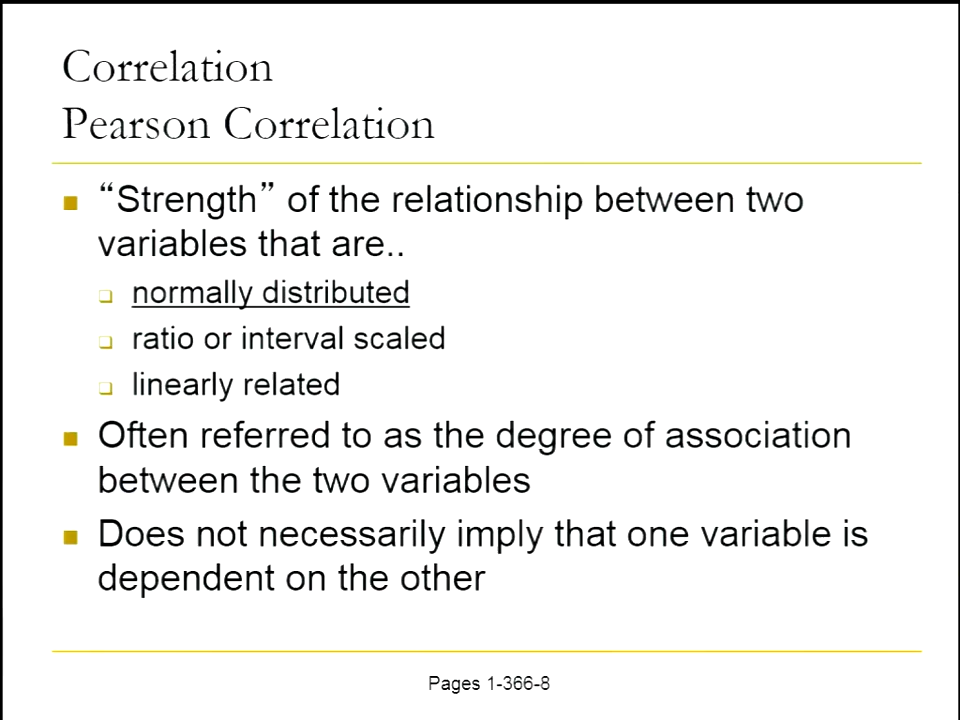 Correlation
Pearson Correlation
“Strength” of the relationship between two
variables that are..
normally distributed
ratio or interval scaled
linearly related
Often referred to as the degree of association
between the two variables
Does not necessarily imply that one variable is
dependent on the other
Pages 1-366-8